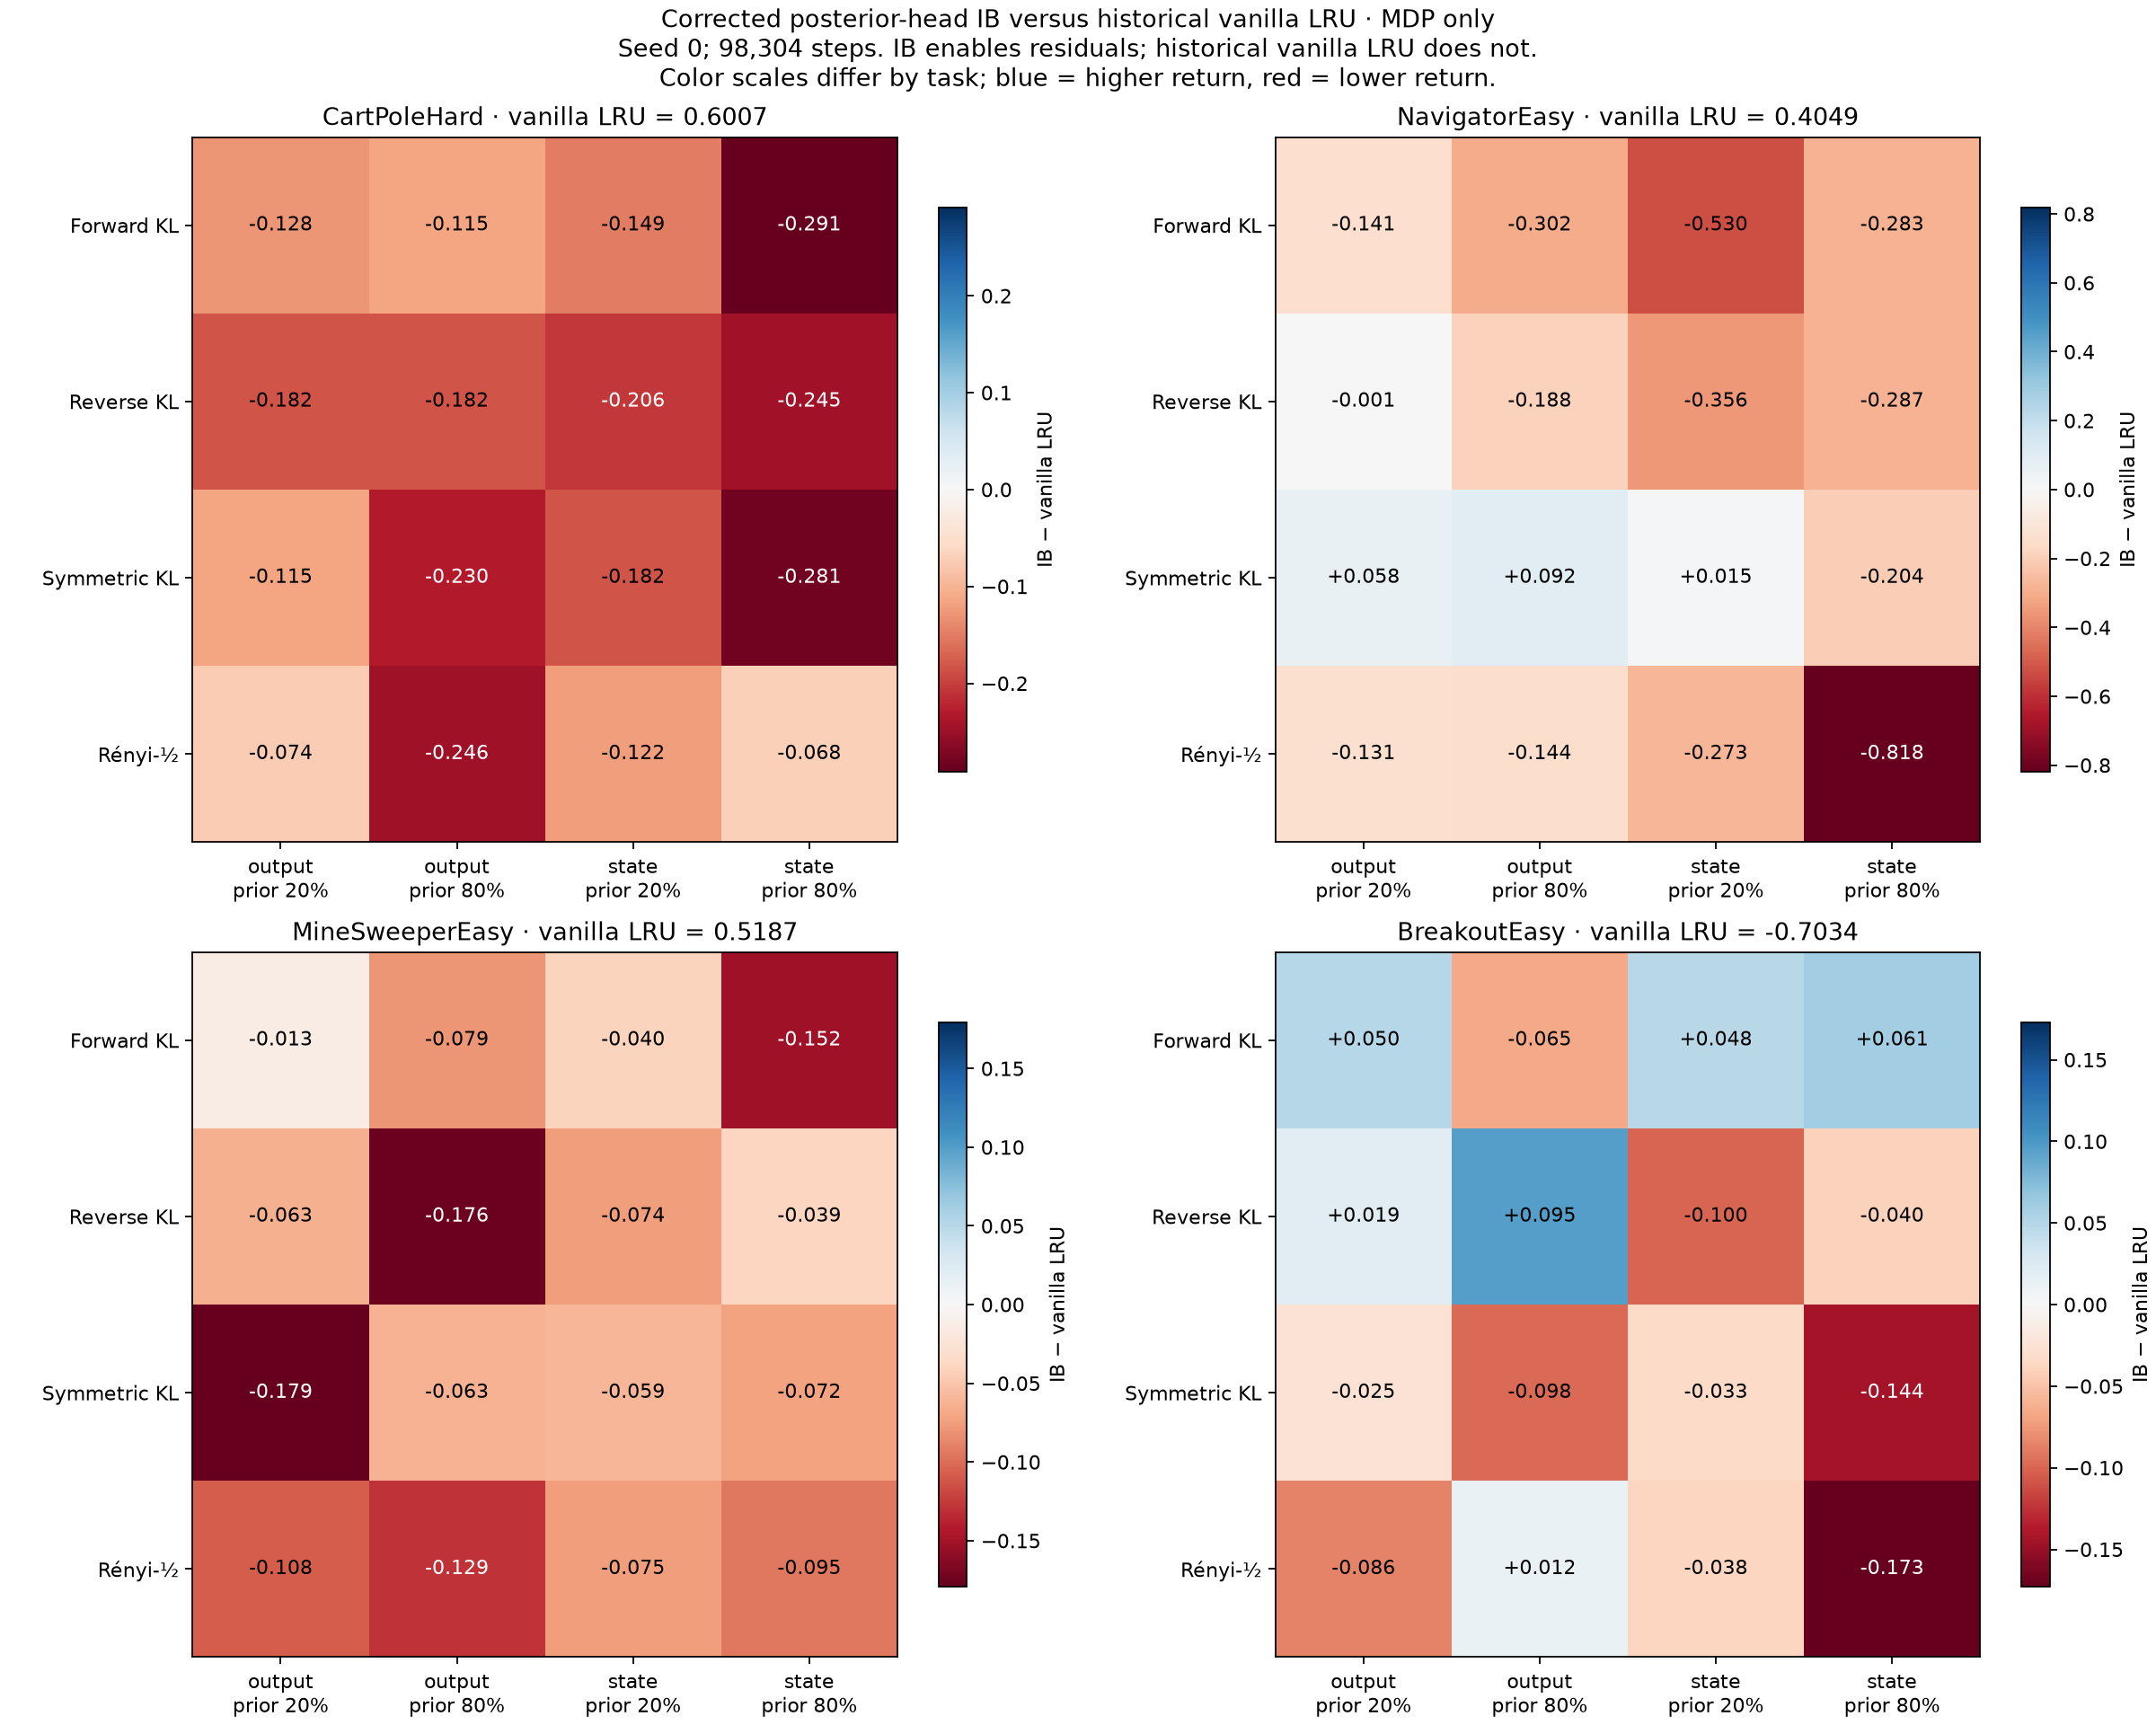 Corrected posterior-head IB versus historical vanilla LRU · MDP only
Seed 0; 98,304 steps. IB enables residuals; historical vanilla LRU does not.
Color scales differ by task; blue = higher return, red = lower return.
CartPoleHard · vanilla LRU = 0.6007
Forward KL
-0.128 -0.115 -0.149 -0.291
Reverse KL
-0.182 -0.182 -0.206 -0.245
Symmetric KL
-0.115 -0.230 -0.182 -0.281
Rényi-½
-0.074 -0.246 -0.122 -0.068
output
prior 20%
output
prior 80%
state
prior 20%
state
prior 80%
0.2
0.1
0.0
−0.1
−0.2
IB − vanilla LRU
NavigatorEasy · vanilla LRU = 0.4049
Forward KL
-0.141 -0.302 -0.530 -0.283
Reverse KL
-0.001 -0.188 -0.356 -0.287
Symmetric KL
+0.058 +0.092 +0.015 -0.204
Rényi-½
-0.131 -0.144 -0.273 -0.818
output
prior 20%
output
prior 80%
state
prior 20%
state
prior 80%
0.8
0.6
0.4
0.2
0.0
−0.2
−0.4
−0.6
−0.8
IB − vanilla LRU
MineSweeperEasy · vanilla LRU = 0.5187
Forward KL
-0.013 -0.079 -0.040 -0.152
Reverse KL
-0.063 -0.176 -0.074 -0.039
Symmetric KL
-0.179 -0.063 -0.059 -0.072
Rényi-½
-0.108 -0.129 -0.075 -0.095
output
prior 20%
output
prior 80%
state
prior 20%
state
prior 80%
0.15
0.10
0.05
0.00
−0.05
−0.10
−0.15
IB − vanilla LRU
BreakoutEasy · vanilla LRU = -0.7034
Forward KL
+0.050 -0.065 +0.048 +0.061
Reverse KL
+0.019 +0.095 -0.100 -0.040
Symmetric KL
-0.025 -0.098 -0.033 -0.144
Rényi-½
-0.086 +0.012 -0.038 -0.173
output
prior 20%
output
prior 80%
state
prior 20%
state
prior 80%
0.15
0.10
0.05
0.00
−0.05
−0.10
−0.15
IB − vanilla LRU